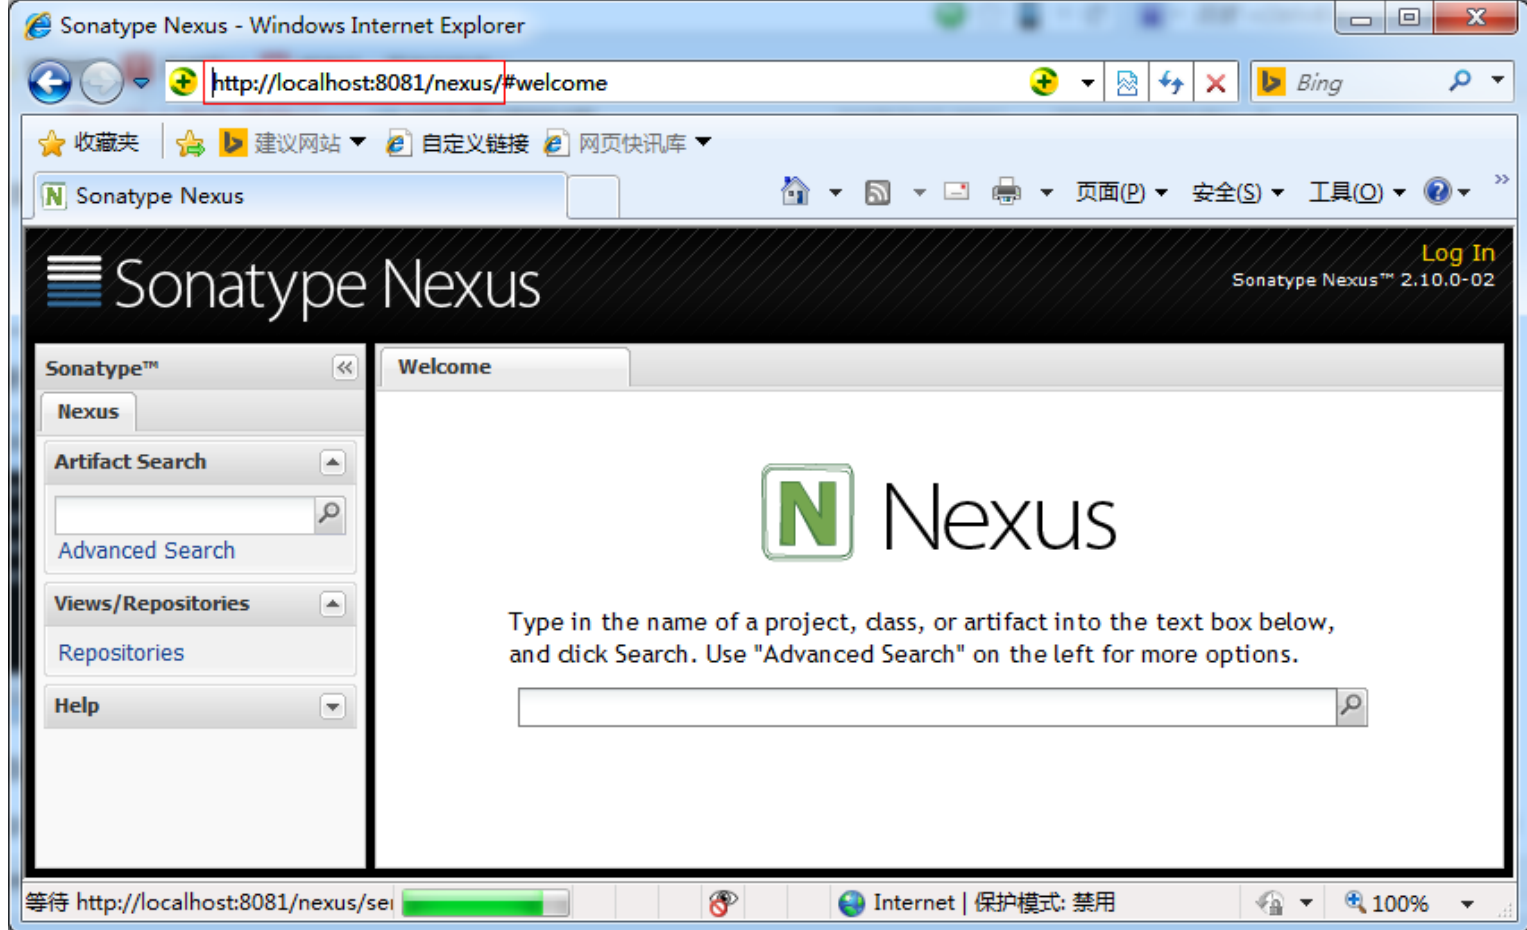 Sonatype Nexus - Windows Internet Explorer
http://localhost:8081/nexus/#welcome
Bing
收藏夹 建议网站 自定义链接 网页快讯库
Sonatype Nexus
页面(P) 安全(S) 工具(O)
Log In
Sonatype Nexus
Sonatype Nexus™ 2.10.0-02
Sonatype™
Welcome
Nexus
Artifact Search
Advanced Search
Views/Repositories
Repositories
Help
N Nexus
Type in the name of a project, class, or artifact into the text box below,
and click Search. Use "Advanced Search" on the left for more options.
等待 http://localhost:8081/nexus/ser
Internet | 保护模式: 禁用
100%